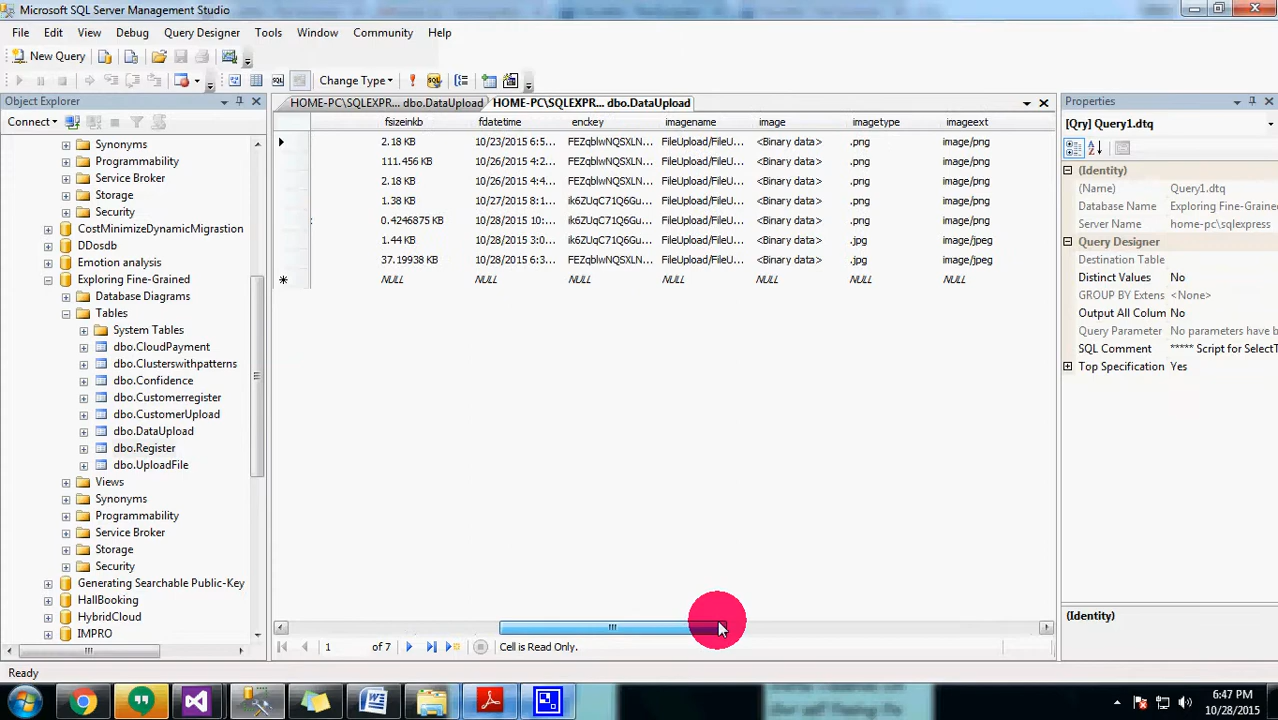 Microsoft SQL Server Management Studio
File Edit View Debug Query Designer Tools Window Community Help
New Query
Change Type
Object Explorer
Connect
Synonyms
Programmability
Service Broker
Storage
Security
CostMinimizeDynamicMigrastion
DDosdb
Emotion analysis
Exploring Fine-Grained
Database Diagrams
Tables
System Tables
dbo.CloudPayment
dbo.Clusterswithpatterns
dbo.Confidence
dbo.Customerregister
dbo.CustomerUpload
dbo.DataUpload
dbo.Register
dbo.UploadFile
Views
Synonyms
Programmability
Service Broker
Storage
Security
Generating Searchable Public-Key
HallBooking
HybridCloud
IMPRO
HOME-PC\SQLEXPR... dbo.DataUpload HOME-PC\SQLEXPR... dbo.DataUpload
fsizeinkb fdatetime enckey imagename image imagetype imageext
2.18 KB 10/23/2015 6:5... FEZqblwNQSXLN... FileUpload/FileU... <Binary data> .png image/png
111.456 KB 10/26/2015 4:2... FEZqblwNQSXLN... FileUpload/FileU... <Binary data> .png image/png
2.18 KB 10/26/2015 4:4... FEZqblwNQSXLN... FileUpload/FileU... <Binary data> .png image/png
1.38 KB 10/27/2015 8:1... ik6ZUqC71Q6Gu... FileUpload/FileU... <Binary data> .png image/png
0.4246875 KB 10/28/2015 10:... ik6ZUqC71Q6Gu... FileUpload/FileU... <Binary data> .png image/png
1.44 KB 10/28/2015 3:0... ik6ZUqC71Q6Gu... FileUpload/FileU... <Binary data> .jpg image/jpeg
37.19938 KB 10/28/2015 6:3... FEZqblwNQSXLN... FileUpload/FileU... <Binary data> .jpg image/jpeg
NULL NULL NULL NULL NULL NULL NULL
1 of 7 Cell is Read Only.
Properties
[Qry] Query1.dtq
(Identity)
(Name) Query1.dtq
Database Name Exploring Fine-Grained
Server Name home-pc\sqlexpress
Query Designer
Destination Table
Distinct Values No
GROUP BY Extens <None>
Output All Colum No
Query Parameter No parameters have b
SQL Comment ***** Script for SelectT
Top Specification Yes
(Identity)
Ready
6:47 PM
10/28/2015